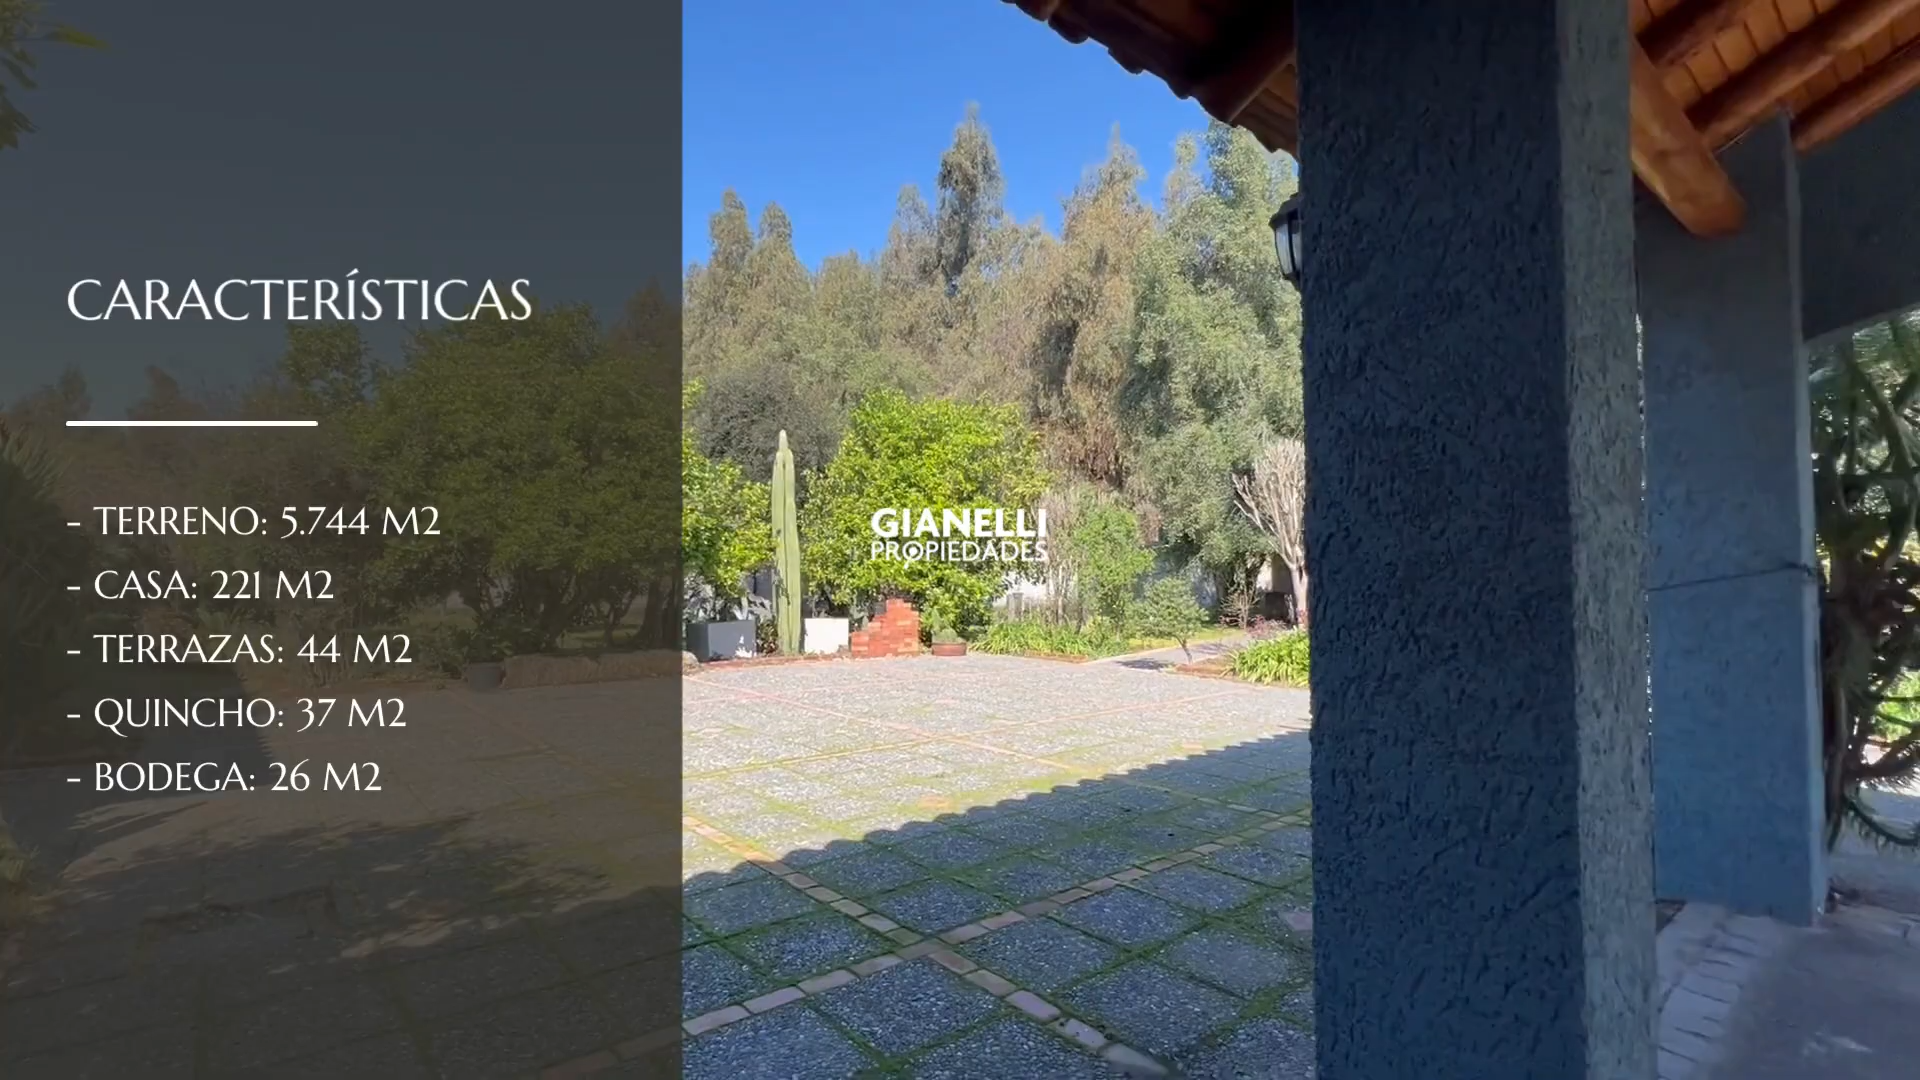 CARACTERÍSTICAS
- TERRENO: 5.744 M2
- CASA: 221 M2
- TERRAZAS: 44 M2
- QUINCHO: 37 M2
- BODEGA: 26 M2
GIANELLI
PROPIEDADES